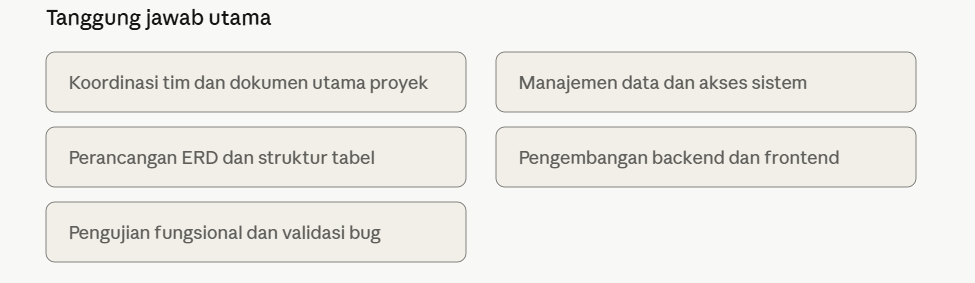 Tanggung jawab utama
Koordinasi tim dan dokumen utama proyek
Manajemen data dan akses sistem
Perancangan ERD dan struktur tabel
Pengembangan backend dan frontend
Pengujian fungsional dan validasi bug